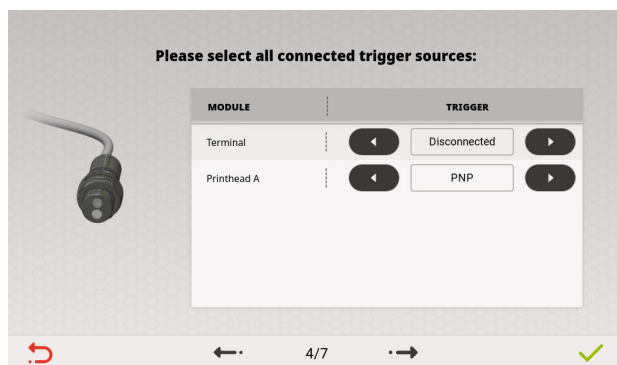 Please select all connected trigger sources:
MODULE TRIGGER
Terminal Disconnected
Printhead A PNP
4/7